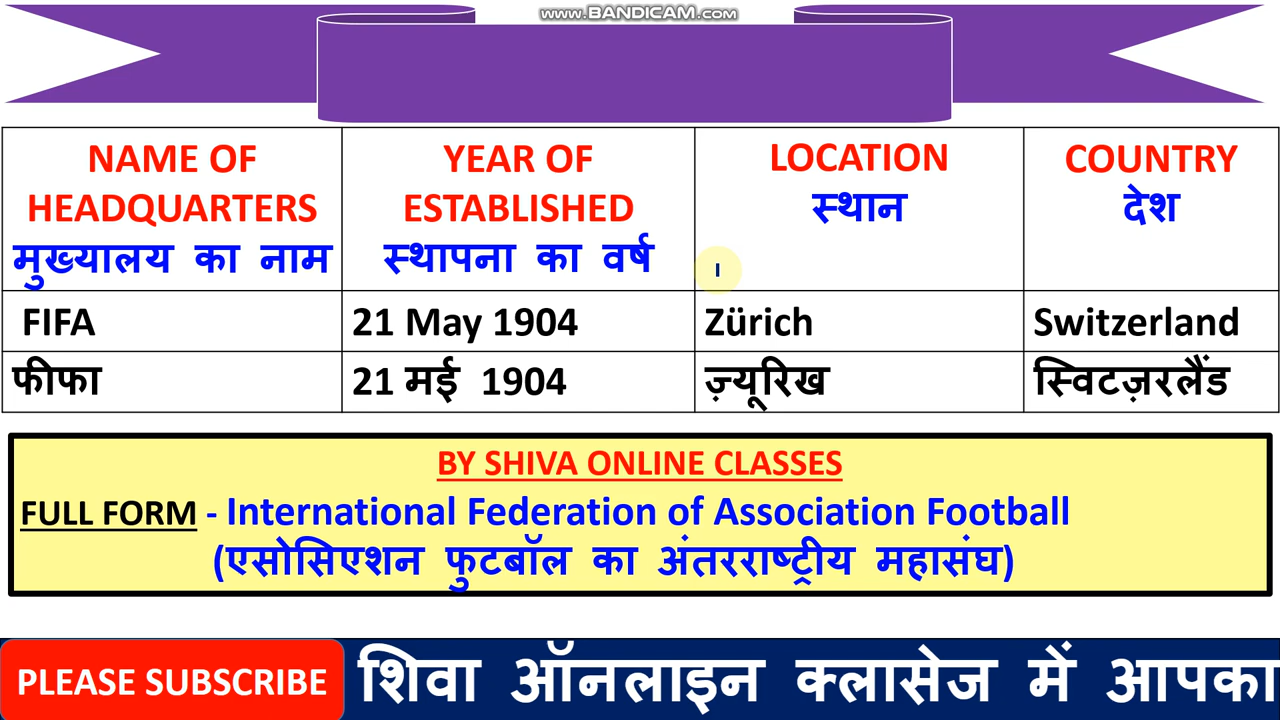 www.BANDICAM.com
NAME OF
HEADQUARTERS
मुख्यालय का नाम
YEAR OF
ESTABLISHED
स्थापना का वर्ष
LOCATION
स्थान
COUNTRY
देश
FIFA 21 May 1904 Zürich Switzerland
फीफा 21 मई 1904 ज़्यूरिख स्विटज़रलैंड
BY SHIVA ONLINE CLASSES
FULL FORM - International Federation of Association Football
(एसोसिएशन फुटबॉल का अंतरराष्ट्रीय महासंघ)
PLEASE SUBSCRIBE शिवा ऑनलाइन क्लासेज में आपका